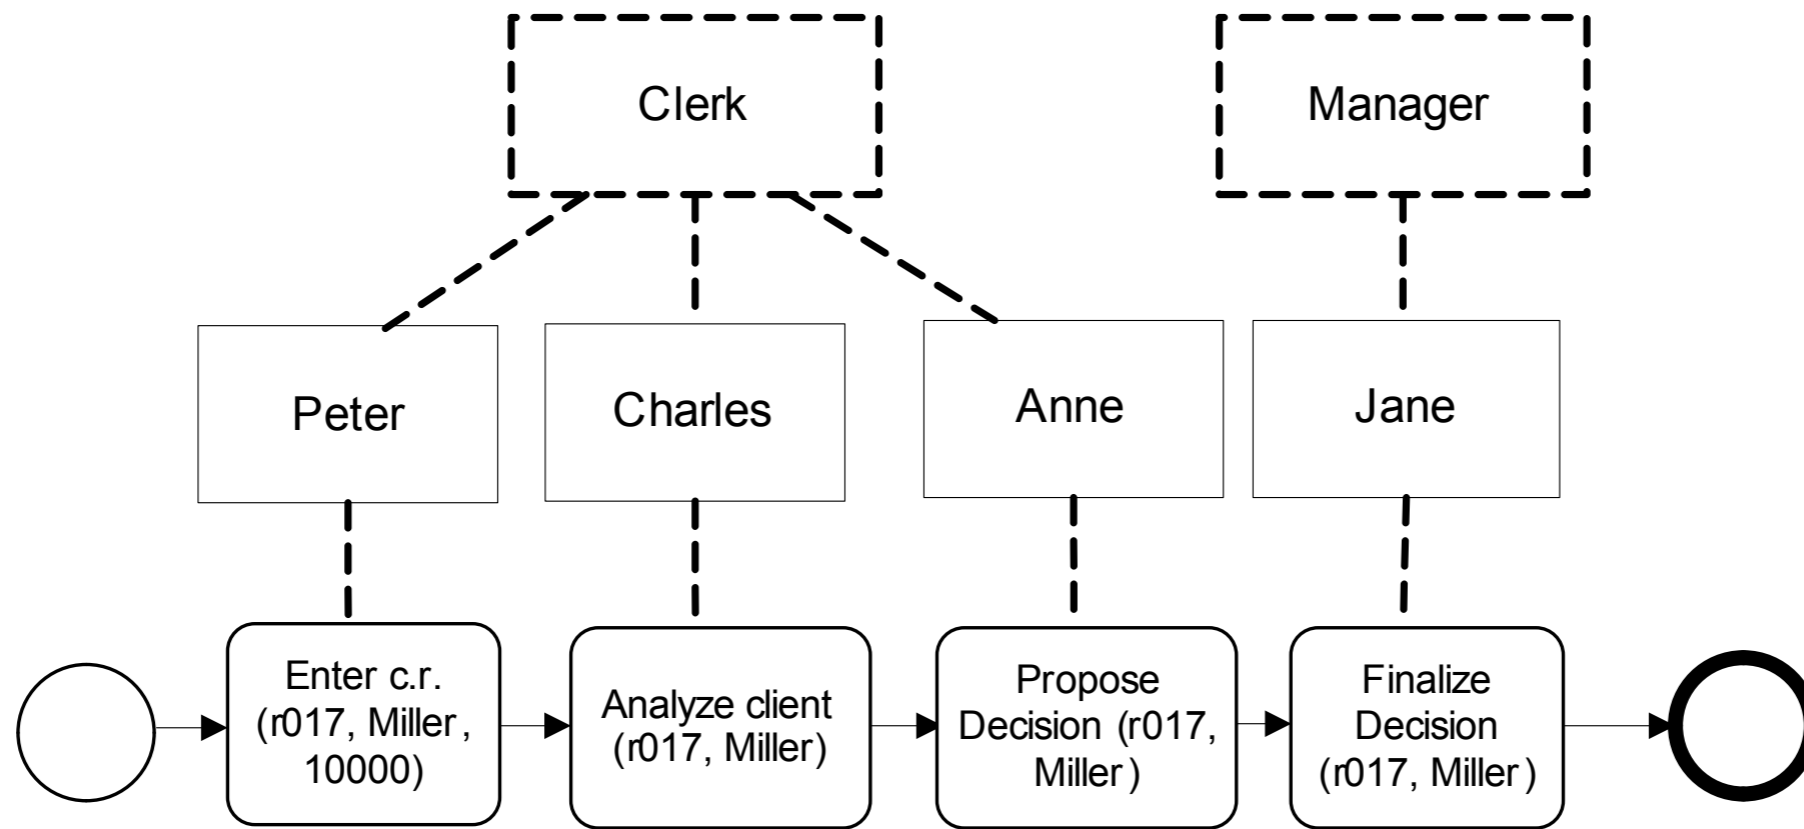 Clerk
Manager
Peter
Charles
Anne
Jane
Enter c.r.
(r017, Miller,
10000)
Analyze client
(r017, Miller)
Propose
Decision (r017,
Miller)
Finalize
Decision
(r017, Miller)